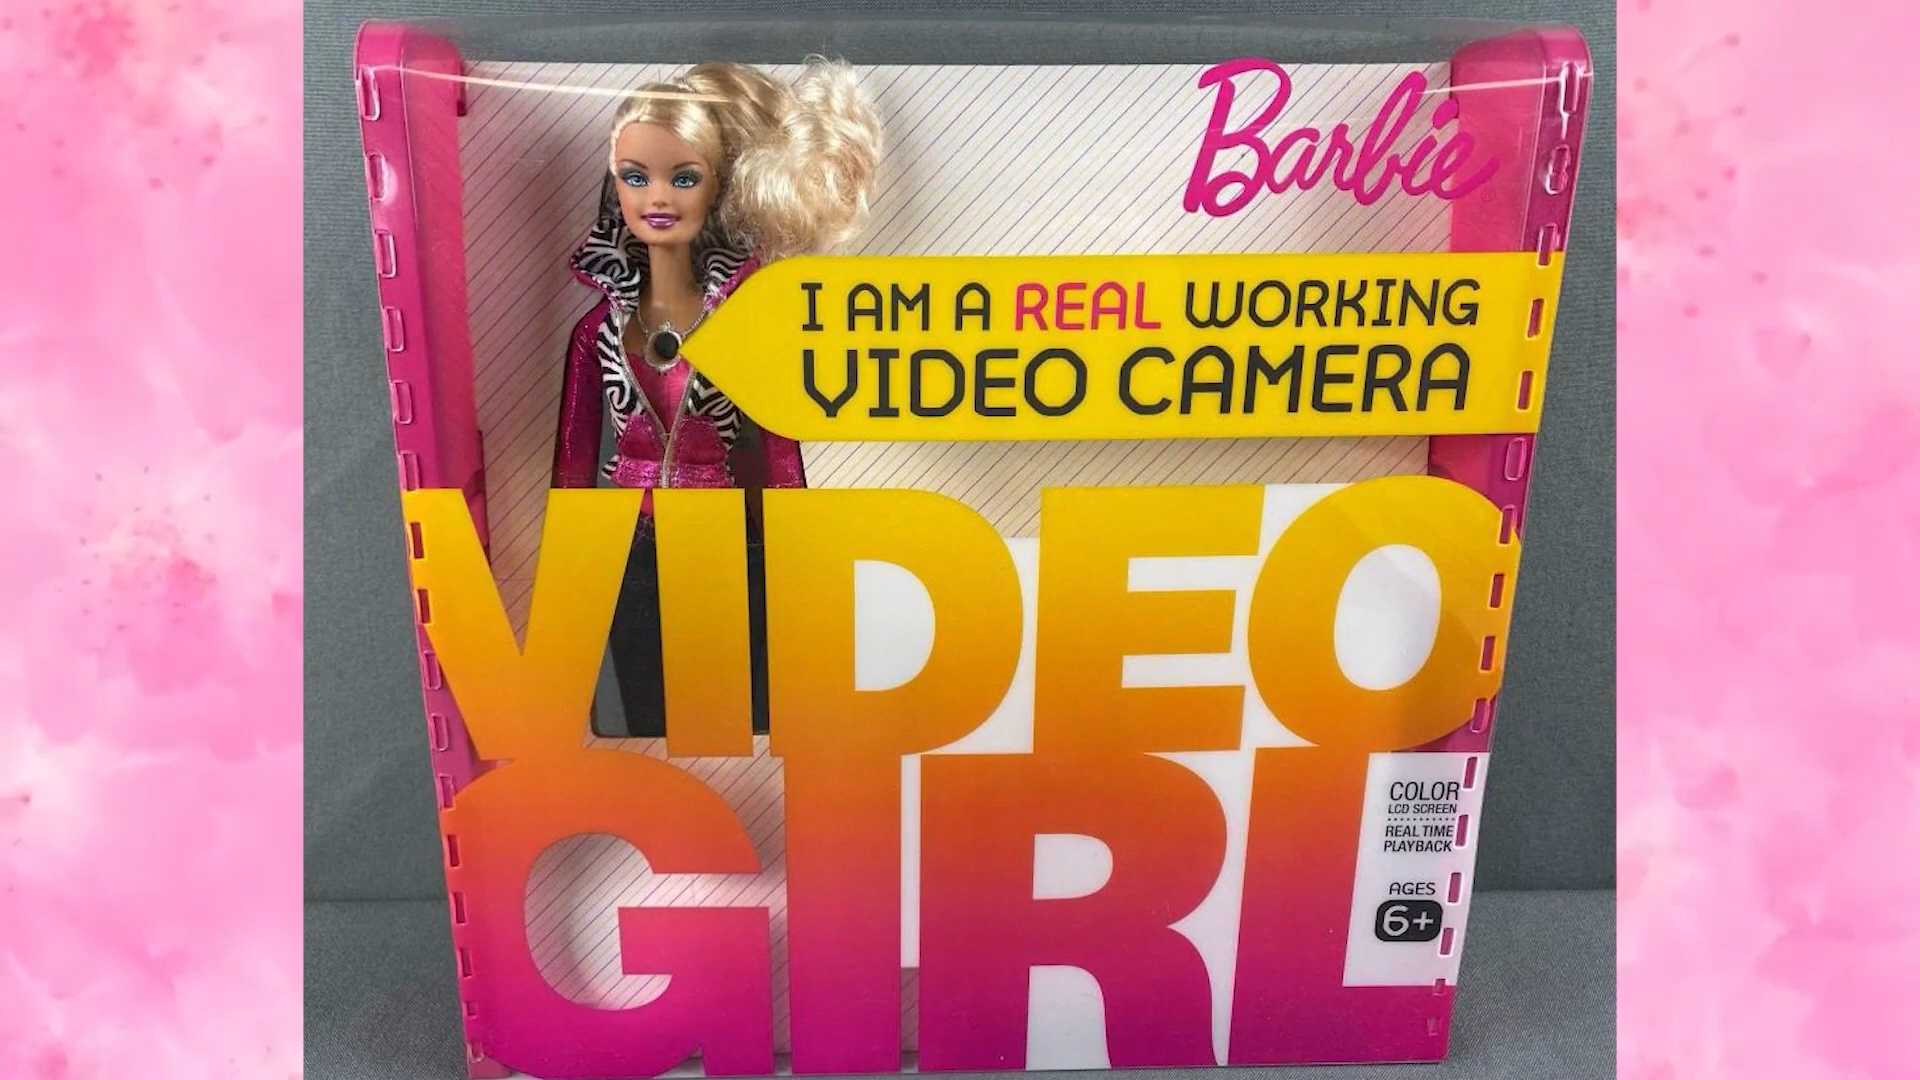 Barbie
I AM A REAL WORKING
VIDEO CAMERA
VIDEO
GIRL
COLOR
LCD SCREEN
REAL TIME
PLAYBACK
AGES
6+